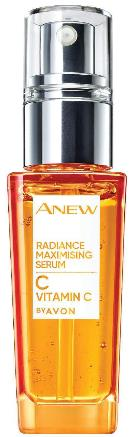 ANEW
RADIANCE
MAXIMISING
SERUM
C
VITAMIN C
BY AVON